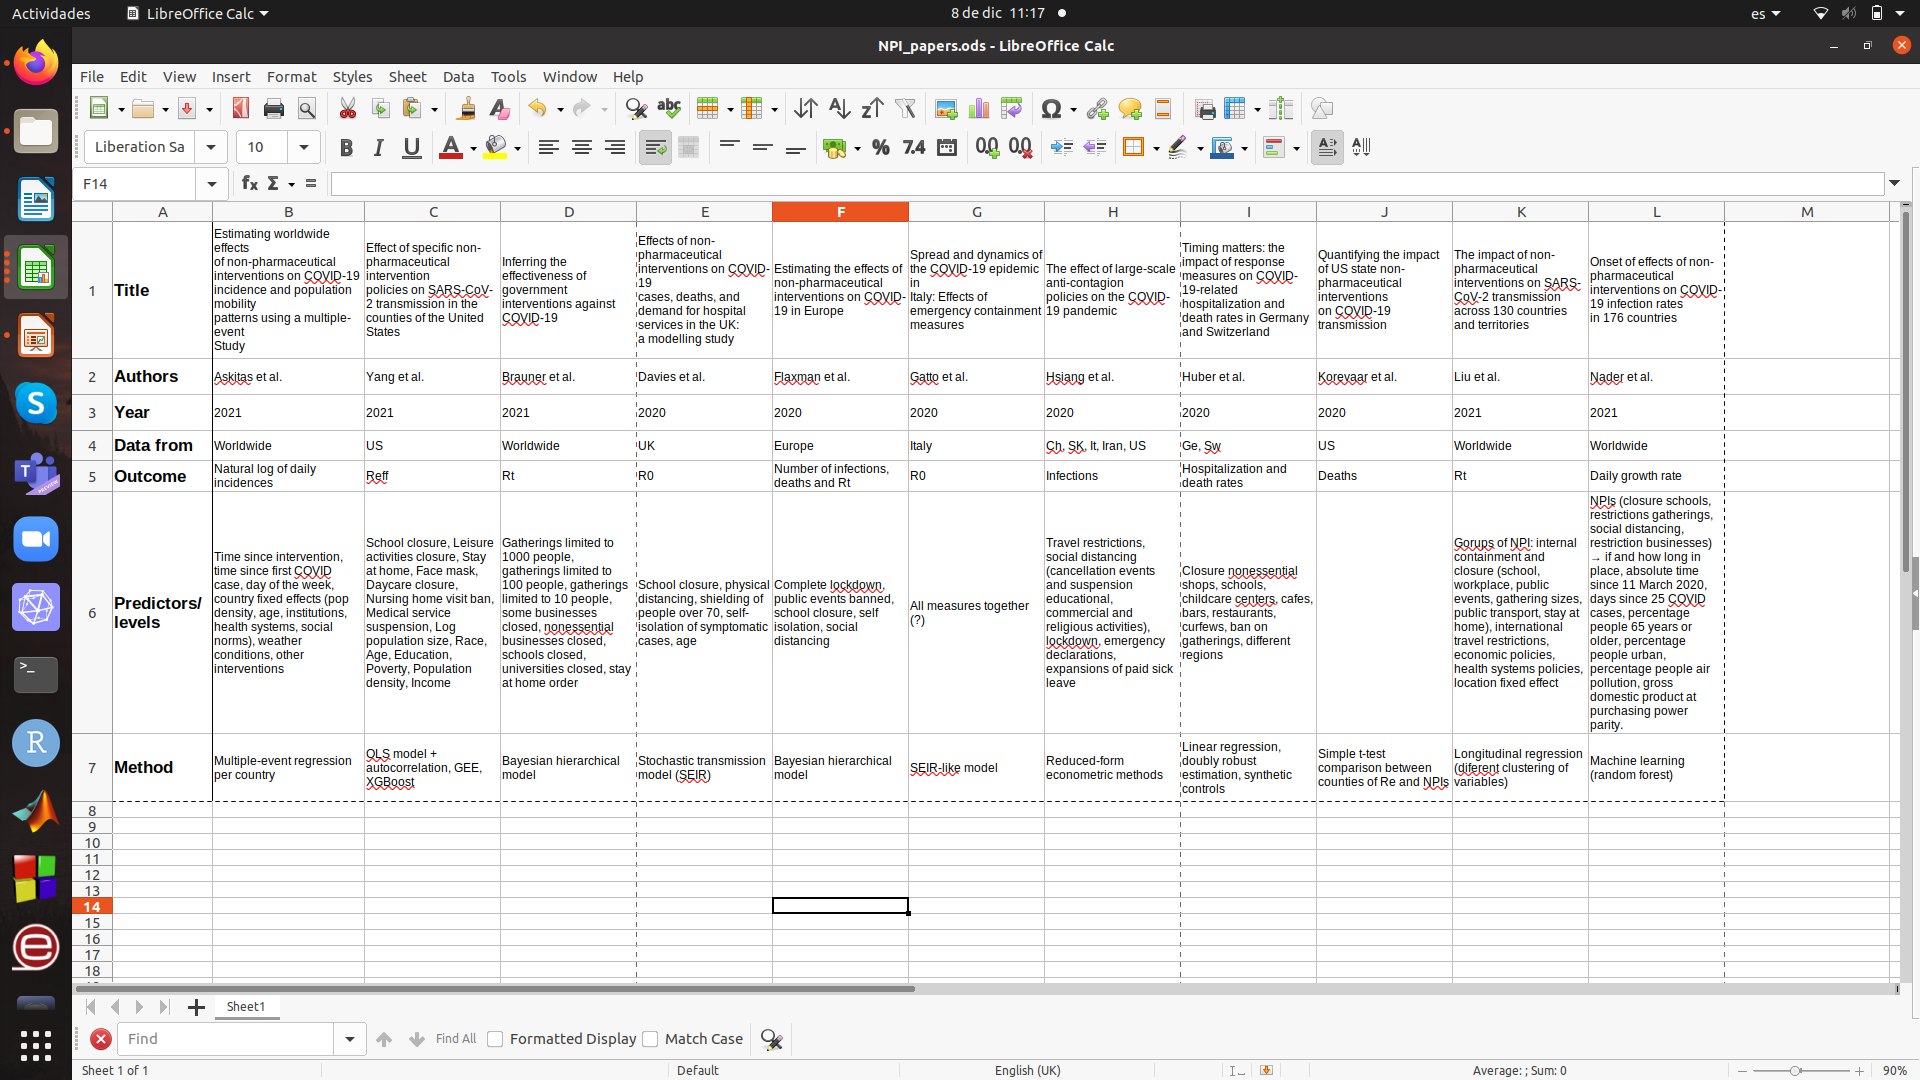 Actividades
LibreOffice Calc
8 de dic 11:17
es
NPI_papers.ods - LibreOffice Calc
File Edit View Insert Format Styles Sheet Data Tools Window Help
Liberation Sa
10
F14
A B C D E F G H I J K L M
1
Title
Estimating worldwide
effects
of non-pharmaceutical
interventions on COVID-19
incidence and population
mobility
patterns using a multiple-
event
Study
Effect of specific non-
pharmaceutical
intervention
policies on SARS-CoV-
2 transmission in the
counties of the United
States
Inferring the
effectiveness of
government
interventions against
COVID-19
Effects of non-
pharmaceutical
interventions on COVID-
19
cases, deaths, and
demand for hospital
services in the UK:
a modelling study
Estimating the effects of
non-pharmaceutical
interventions on COVID-
19 in Europe
Spread and dynamics of
the COVID-19 epidemic
in
Italy: Effects of
emergency containment
measures
The effect of large-scale
anti-contagion
policies on the COVID-
19 pandemic
Timing matters: the
impact of response
measures on COVID-
19-related
hospitalization and
death rates in Germany
and Switzerland
Quantifying the impact
of US state non-
pharmaceutical
interventions
on COVID-19
transmission
The impact of non-
pharmaceutical
interventions on SARS-
CoV-2 transmission
across 130 countries
and territories
Onset of effects of non-
pharmaceutical
interventions on COVID-
19 infection rates
in 176 countries
2
Authors
Askitas et al.
Yang et al.
Brauner et al.
Davies et al.
Flaxman et al.
Gatto et al.
Hsiang et al.
Huber et al.
Korevaar et al.
Liu et al.
Nader et al.
3
Year
2021
2021
2021
2020
2020
2020
2020
2020
2020
2021
2021
4
Data from
Worldwide
US
Worldwide
UK
Europe
Italy
Ch, SK, It, Iran, US
Ge, Sw
US
Worldwide
Worldwide
5
Outcome
Natural log of daily
incidences
Reff
Rt
R0
Number of infections,
deaths and Rt
R0
Infections
Hospitalization and
death rates
Deaths
Rt
Daily growth rate
6
Predictors/
levels
Time since intervention,
time since first COVID
case, day of the week,
country fixed effects (pop
density, age, institutions,
health systems, social
norms), weather
conditions, other
interventions
School closure, Leisure
activities closure, Stay
at home, Face mask,
Daycare closure,
Nursing home visit ban,
Medical service
suspension, Log
population size, Race,
Age, Education,
Poverty, Population
density, Income
Gatherings limited to
1000 people,
gatherings limited to
100 people, gatherings
limited to 10 people,
some businesses
closed, nonessential
businesses closed,
schools closed,
universities closed, stay
at home order
School closure, physical
distancing, shielding of
people over 70, self-
isolation of symptomatic
cases, age
Complete lockdown,
public events banned,
school closure, self
isolation, social
distancing
All measures together
(?)
Travel restrictions,
social distancing
(cancellation events
and suspension
educational,
commercial and
religious activities),
lockdown, emergency
declarations,
expansions of paid sick
leave
Closure nonessential
shops, schools,
childcare centers, cafes,
bars, restaurants,
curfews, ban on
gatherings, different
regions
Gorups of NPI: internal
containment and
closure (school,
workplace, public
events, gathering sizes,
public transport, stay at
home), international
travel restrictions,
economic policies,
health systems policies,
location fixed effect
NPIs (closure schools,
restrictions gatherings,
social distancing,
restriction businesses)
→ if and how long in
place, absolute time
since 11 March 2020,
days since 25 COVID
cases, percentage
people 65 years or
older, percentage
people urban,
percentage people air
pollution, gross
domestic product at
purchasing power
parity.
7
Method
Multiple-event regression
per country
OLS model +
autocorrelation, GEE,
XGBoost
Bayesian hierarchical
model
Stochastic transmission
model (SEIR)
Bayesian hierarchical
model
SEIR-like model
Reduced-form
econometric methods
Linear regression,
doubly robust
estimation, synthetic
controls
Simple t-test
comparison between
counties of Re and NPIs
Longitudinal regression
(diferent clustering of
variables)
Machine learning
(random forest)
8
9
10
11
12
13
14
15
16
17
18
Sheet1
Find
Find All
Formatted Display
Match Case
Sheet 1 of 1
Default
English (UK)
Average: ; Sum: 0
90%